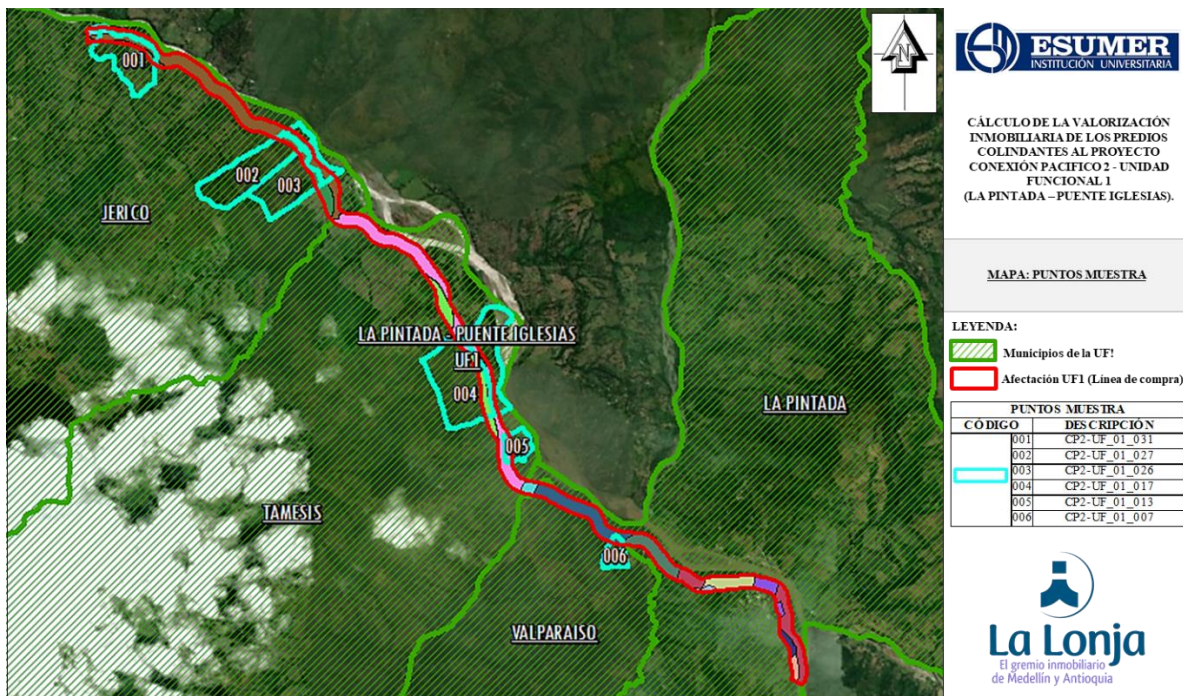 001
002
003
JERICO
LA PINTADA - PUENTE IGLESIAS
UF1
004
005
LA PINTADA
TAMESIS
006
VALPARAISO
N
ESUMER
INSTITUCIÓN UNIVERSITARIA
CÁLCULO DE LA VALORIZACIÓN
INMOBILIARIA DE LOS PREDIOS
COLINDANTES AL PROYECTO
CONEXIÓN PACIFICO 2 - UNIDAD
FUNCIONAL 1
(LA PINTADA – PUENTE IGLESIAS).
MAPA: PUNTOS MUESTRA
LEYENDA:
Municipios de la UF!
Afectación UF1 (Línea de compra)
PUNTOS MUESTRA
CÓDIGO DESCRIPCIÓN
001 CP2-UF_01_031
002 CP2-UF_01_027
003 CP2-UF_01_026
004 CP2-UF_01_017
005 CP2-UF_01_013
006 CP2-UF_01_007
La Lonja
El gremio inmobiliario
de Medellín y Antioquia